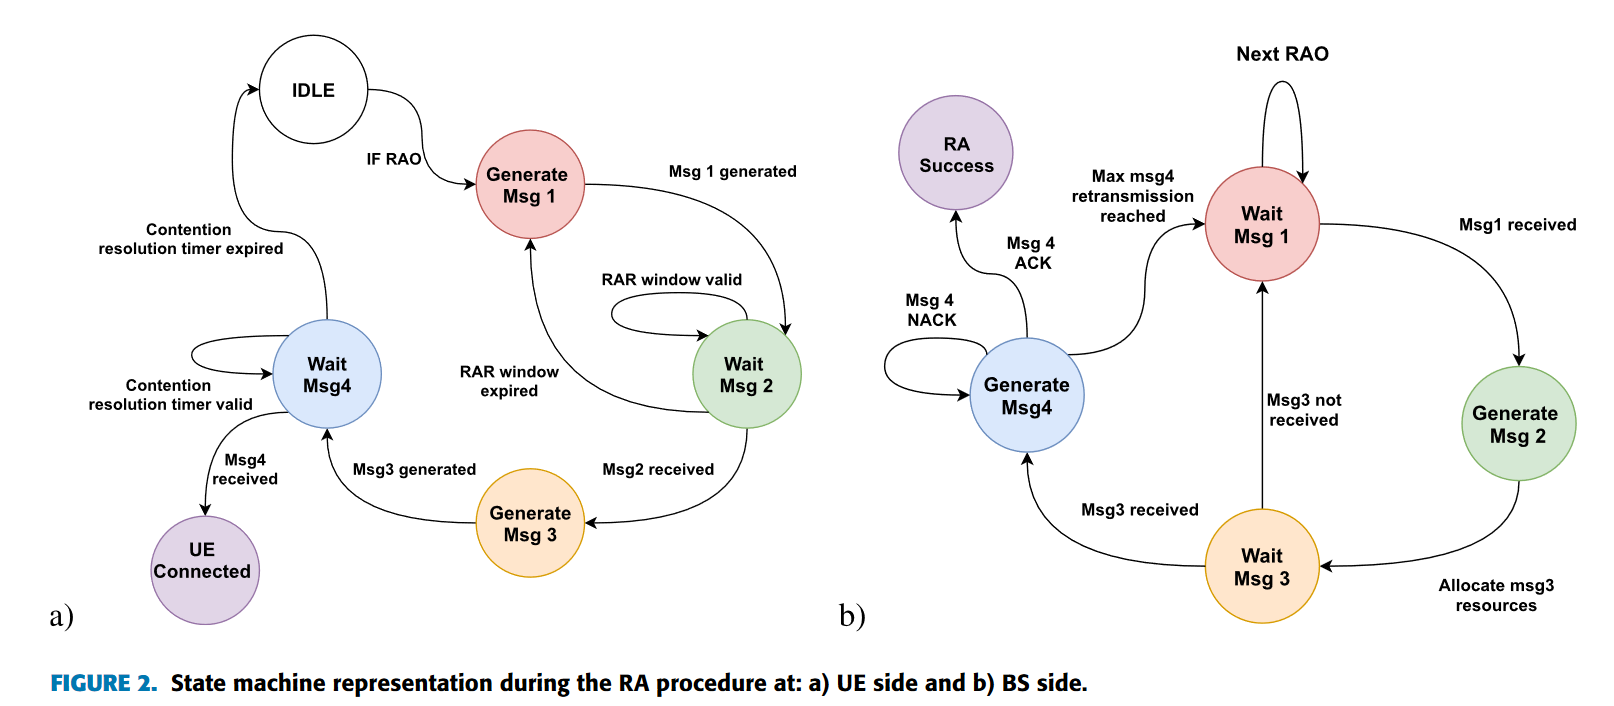 IDLE
IF RAO
Generate
Msg 1
Msg 1 generated
Contention
resolution timer expired
RAR window valid
Wait
Msg 2
RAR window
expired
Wait
Msg4
Contention
resolution timer valid
Msg4
received
Msg3 generated
Msg2 received
Generate
Msg 3
UE
Connected
a)
Next RAO
RA
Success
Max msg4
retransmission
reached
Wait
Msg 1
Msg1 received
Msg 4
ACK
Msg 4
NACK
Generate
Msg4
Msg3 not
received
Generate
Msg 2
Msg3 received
Wait
Msg 3
Allocate msg3
resources
b)
FIGURE 2. State machine representation during the RA procedure at: a) UE side and b) BS side.